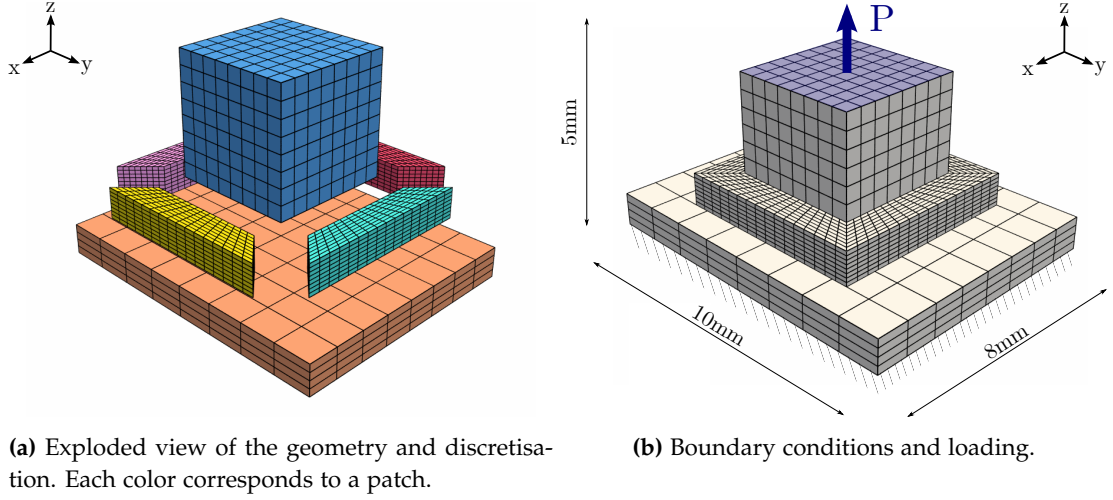 z
x
y
5mm
P
z
x
y
10mm
8mm
(a) Exploded view of the geometry and discretisa-
tion. Each color corresponds to a patch.
(b) Boundary conditions and loading.